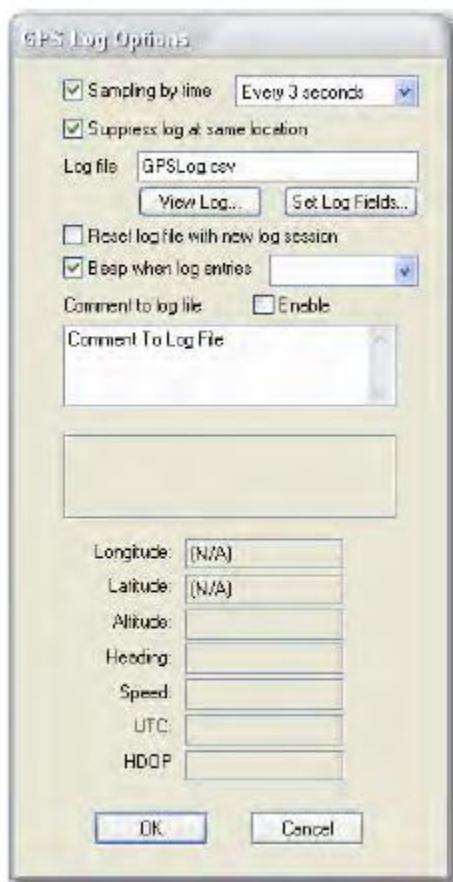 GPS Log Options
Sampling by time Every 3 seconds
Suppress log at same location
Log file GPSLog.csv
View Log... Set Log Fields...
Reset log file with new log session
Beep when log entries
Comment to log file Enable
Comment To Log File
Longitude: (N/A)
Latitude: (N/A)
Altitude:
Heading:
Speed:
UTC:
HDOP
OK Cancel